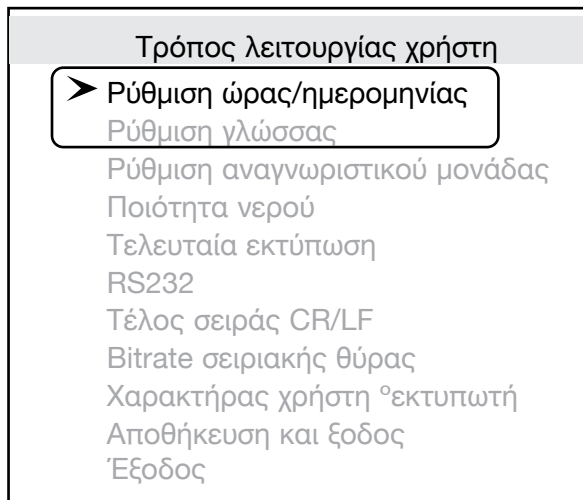 Τρόπος λειτουργίας χρήστη
➤ Ρύθμιση ώρας/ημερομηνίας
Ρύθμιση γλώσσας
Ρύθμιση αναγνωριστικού μονάδας
Ποιότητα νερού
Τελευταία εκτύπωση
RS232
Τέλος σειράς CR/LF
Bitrate σειριακής θύρας
Χαρακτήρας χρήστη ºεκτυπωτή
Αποθήκευση και ξοδος
Έξοδος